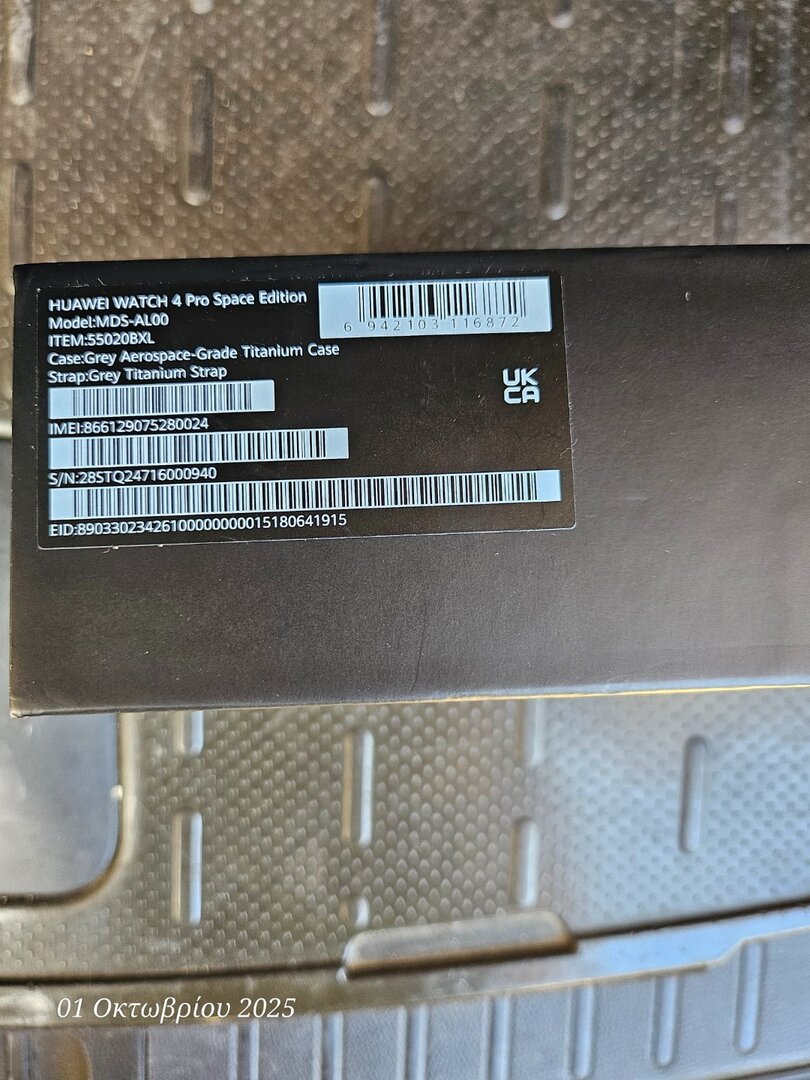 HUAWEI WATCH 4 Pro Space Edition
Model:MDS-AL00
ITEM:55020BXL
Case:Grey Aerospace-Grade Titanium Case
Strap:Grey Titanium Strap
6 942103 116872
UK
CA
IMEI:866129075280024
S/N:28STQ24716000940
EID:89033023426100000000015180641915
01 Οκτωβρίου 2025